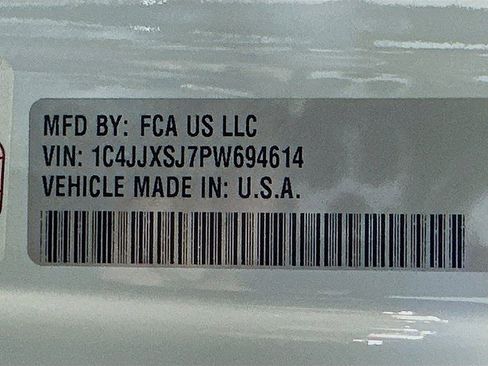 MFD BY: FCA US LLC
VIN: 1C4JJXSJ7PW694614
VEHICLE MADE IN: U.S.A.